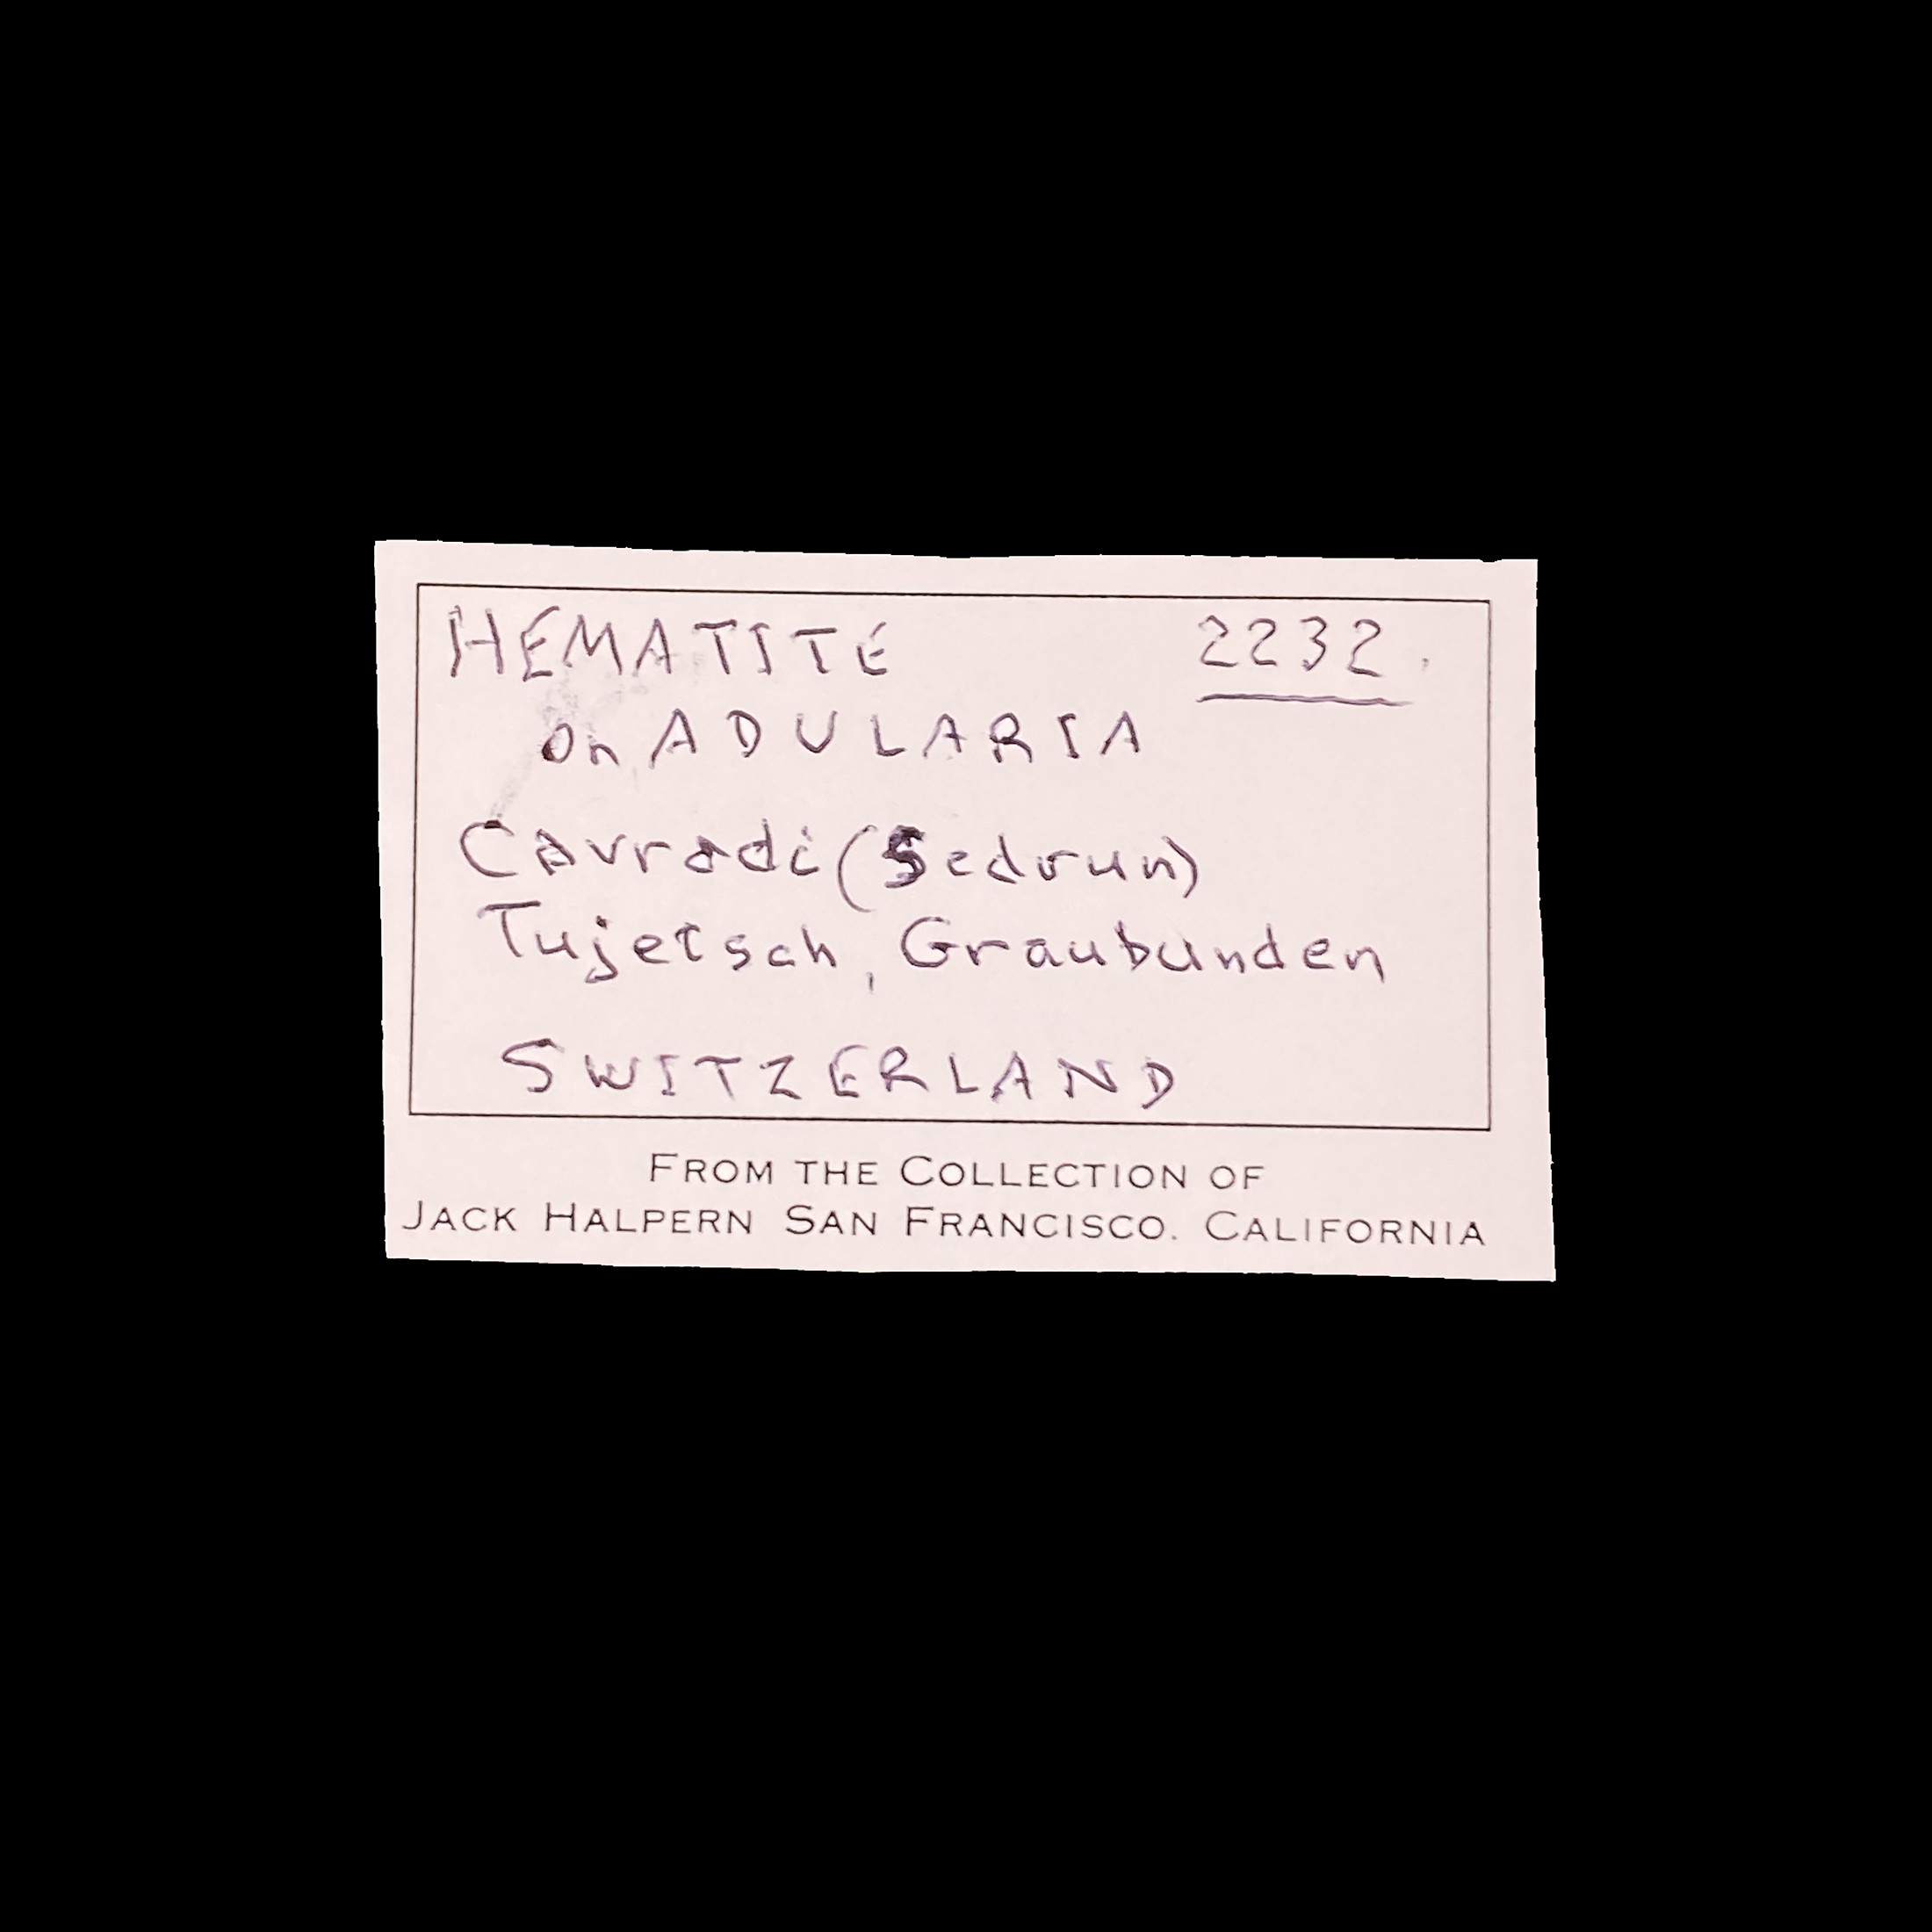 HEMATITE 2232
on ADULARIA
Cavradi (Sedrun)
Tujetsch, Graubunden
SWITZERLAND
FROM THE COLLECTION OF
JACK HALPERN SAN FRANCISCO. CALIFORNIA